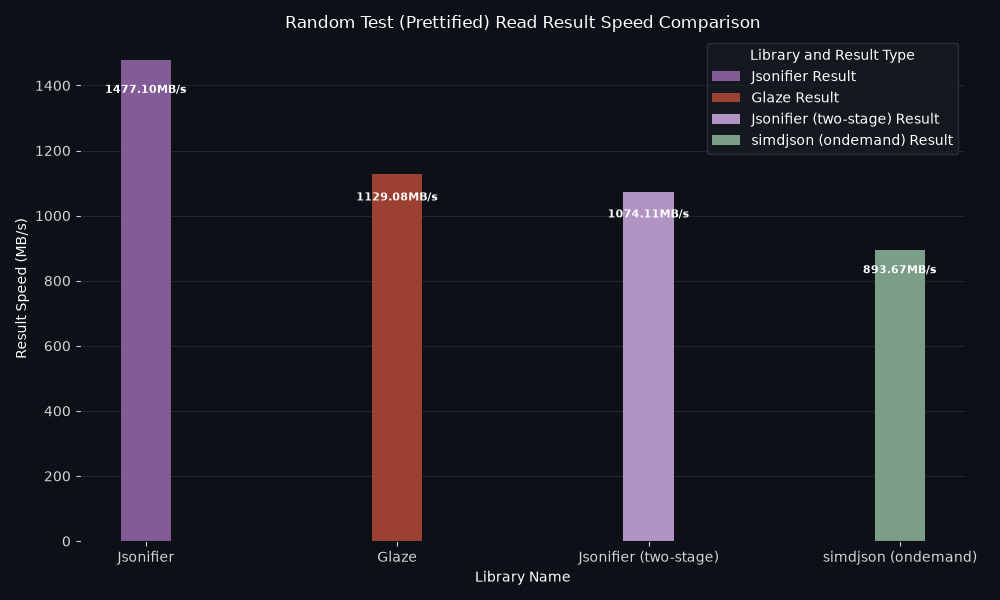 Random Test (Prettified) Read Result Speed Comparison
Library and Result Type
Jsonifier Result
Glaze Result
Jsonifier (two-stage) Result
simdjson (ondemand) Result
1477.10MB/s
1129.08MB/s
1074.11MB/s
893.67MB/s
Result Speed (MB/s)
1400
1200
1000
800
600
400
200
0
Jsonifier
Glaze
Jsonifier (two-stage)
simdjson (ondemand)
Library Name